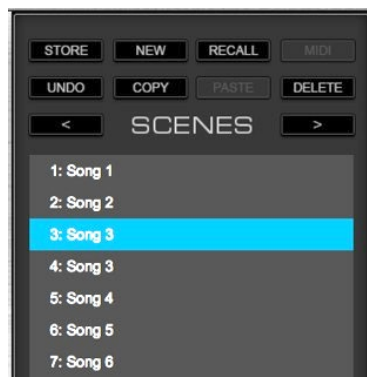 STORE NEW RECALL MIDI
UNDO COPY PASTE DELETE
< SCENES >
1: Song 1
2: Song 2
3: Song 3
4: Song 3
5: Song 4
6: Song 5
7: Song 6